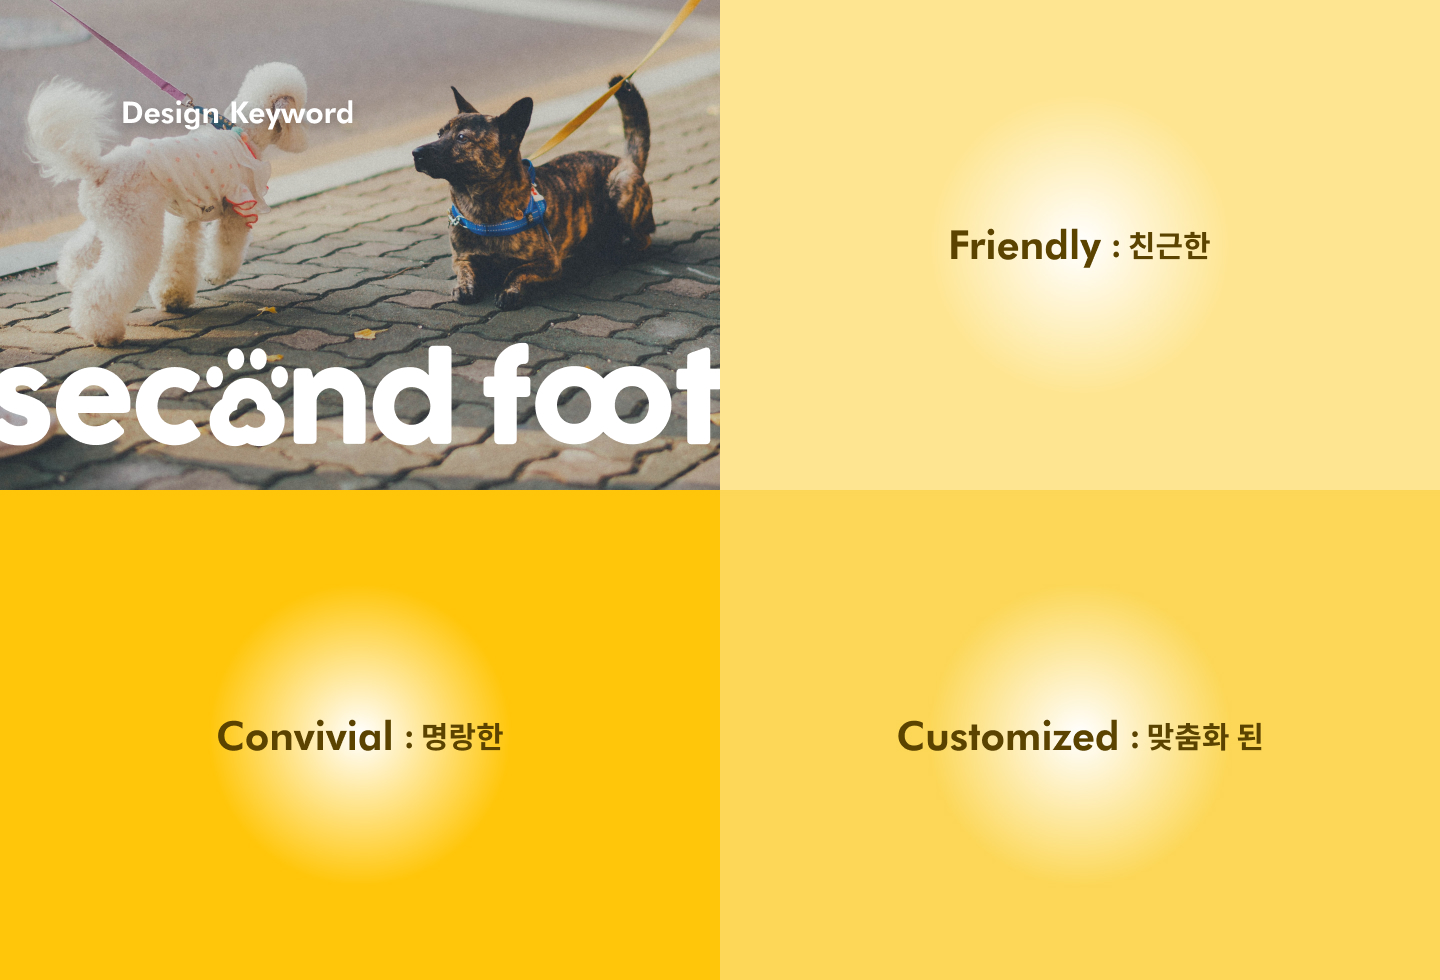 Design Keyword
second foot
Friendly : 친근한
Convivial : 명랑한
Customized : 맞춤화 된